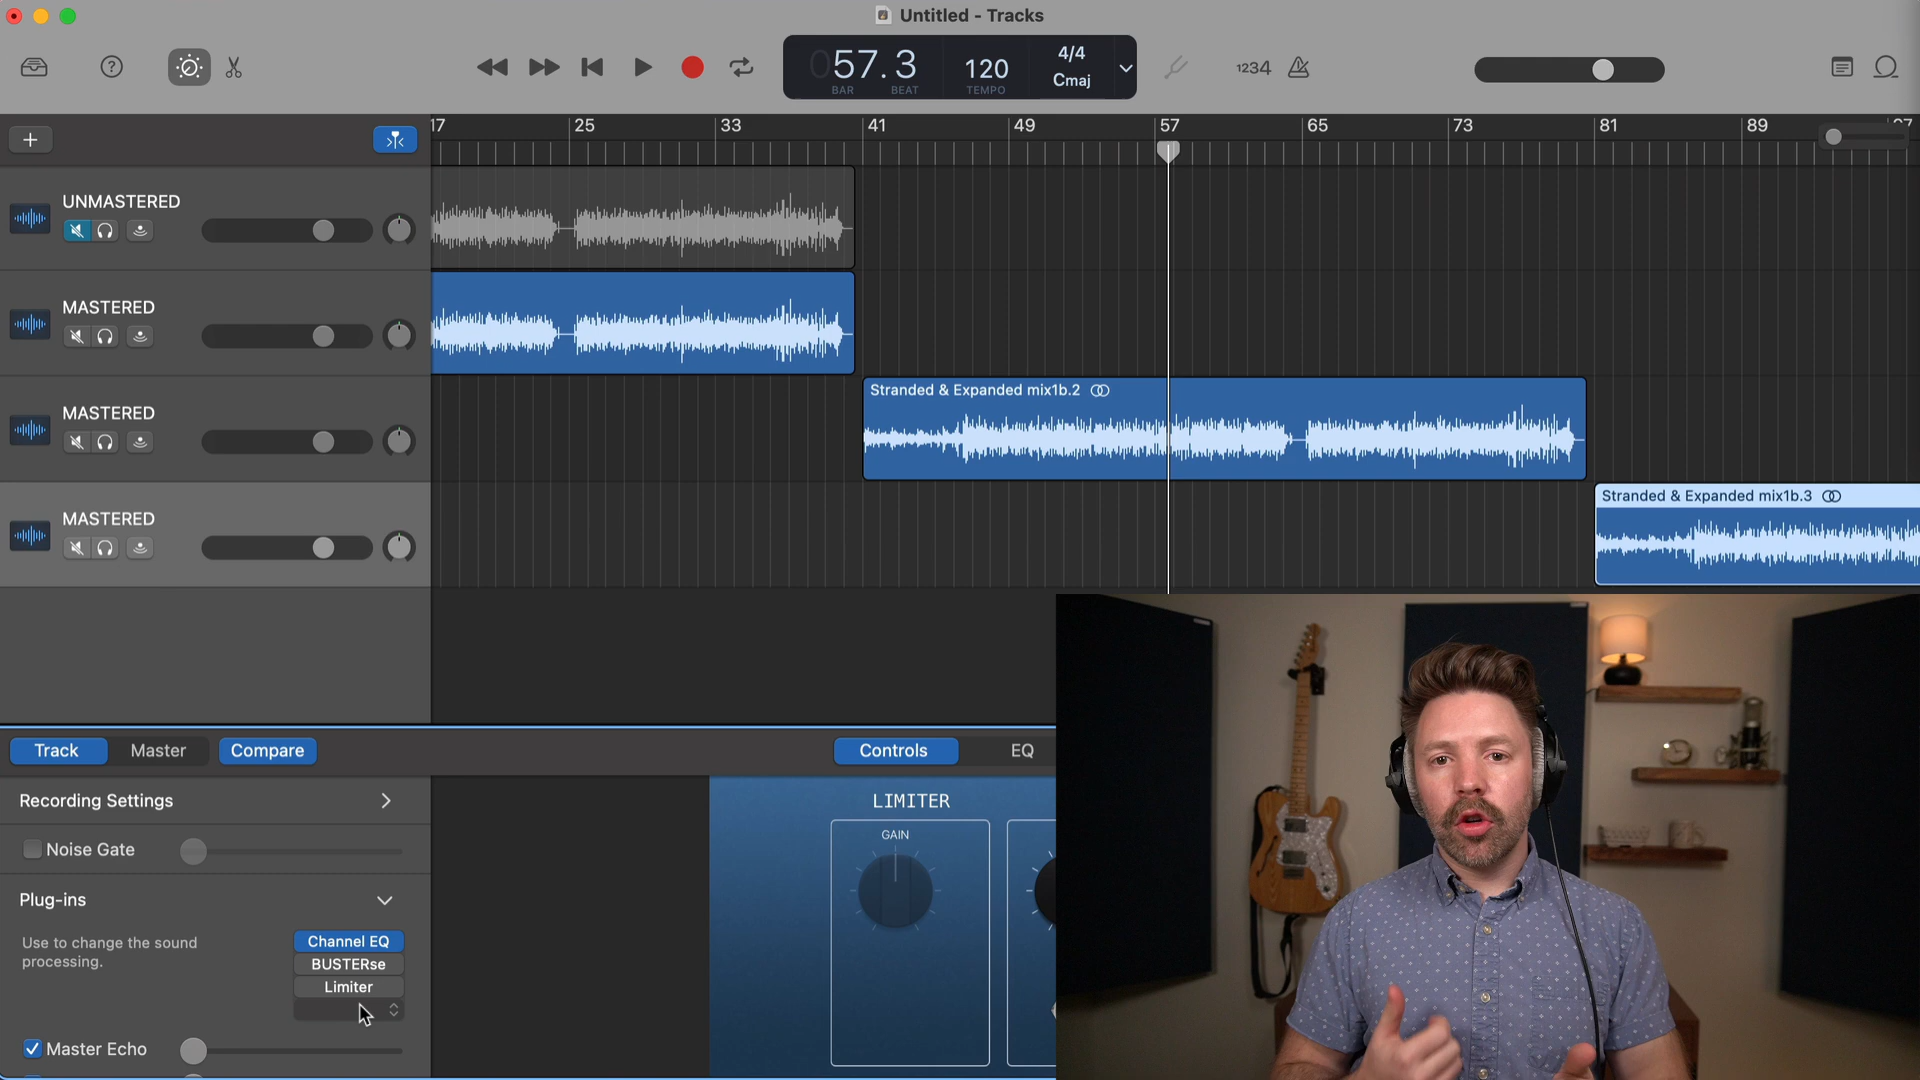 Untitled - Tracks
057.3
BAR
BEAT
120
TEMPO
4/4
Cmaj
1234
17
25
33
41
49
57
65
73
81
89
97
UNMASTERED
MASTERED
MASTERED
Stranded & Expanded mix1b.2
MASTERED
Stranded & Expanded mix1b.3
Track
Master
Compare
Controls
EQ
Recording Settings
Noise Gate
Plug-ins
Use to change the sound
processing.
Channel EQ
BUSTERse
Limiter
Master Echo
LIMITER
GAIN